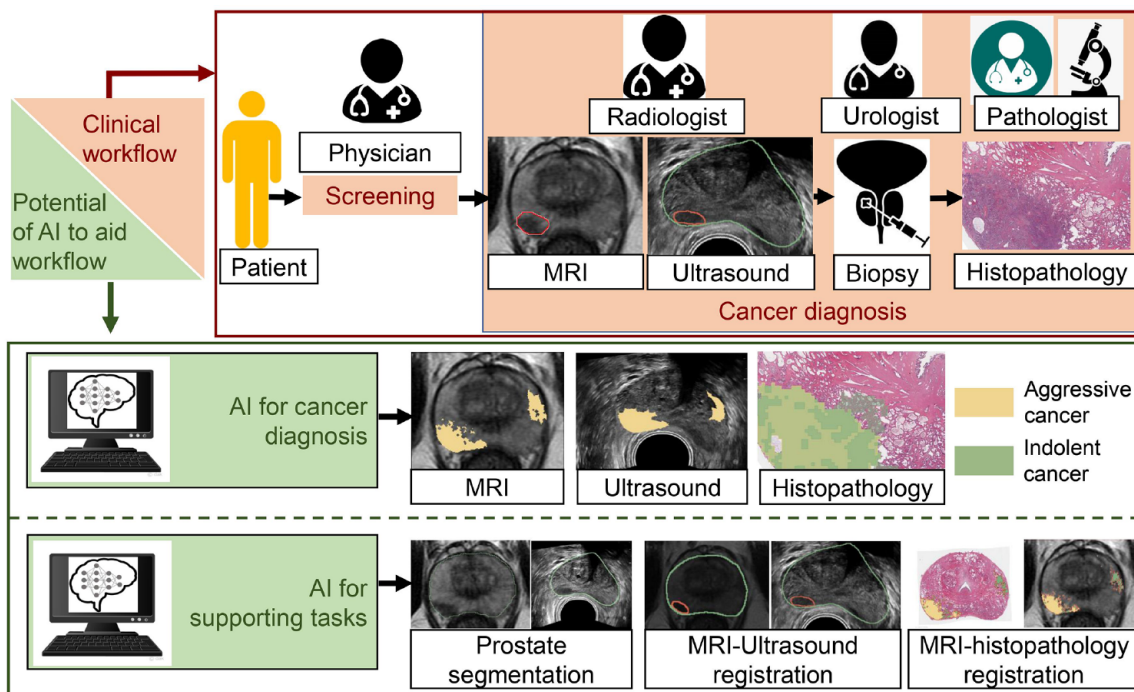 Clinical
workflow
Potential
of AI to aid
workflow
Patient
Physician
Screening
Radiologist
Urologist
Pathologist
MRI
Ultrasound
Biopsy
Histopathology
Cancer diagnosis
AI for cancer
diagnosis
MRI
Ultrasound
Histopathology
Aggressive
cancer
Indolent
cancer
AI for
supporting tasks
Prostate
segmentation
MRI-Ultrasound
registration
MRI-histopathology
registration